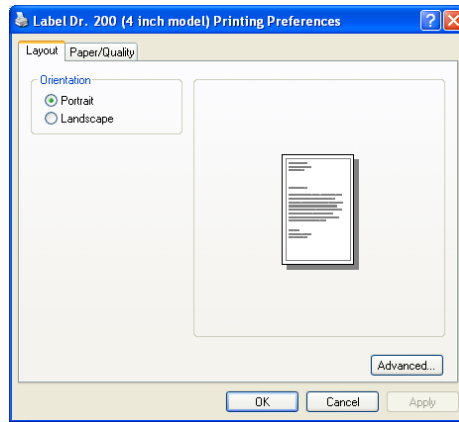 Label Dr. 200 (4 inch model) Printing Preferences
Layout Paper/Quality
Orientation
Portrait
Landscape
Advanced...
OK Cancel Apply